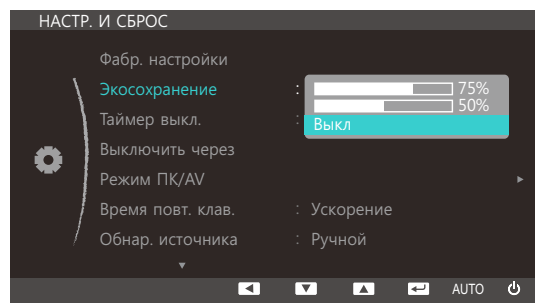 НАСТР. И СБРОС
Фабр. настройки
Экосохранение : 75%
50%
Таймер выкл. : Выкл
Выключить через
Режим ПК/AV
Время повт. клав. : Ускорение
Обнар. источника : Ручной
AUTO